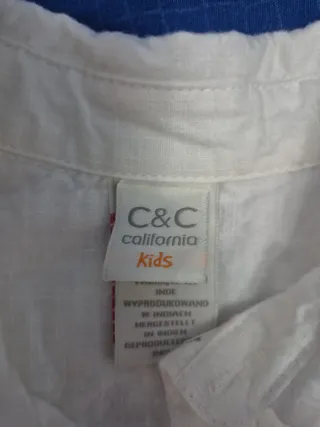 C&C
california
Kids
INDE
WYPRODUKOWANO
W INDIACH
HERGESTELLT
IN INDIEN